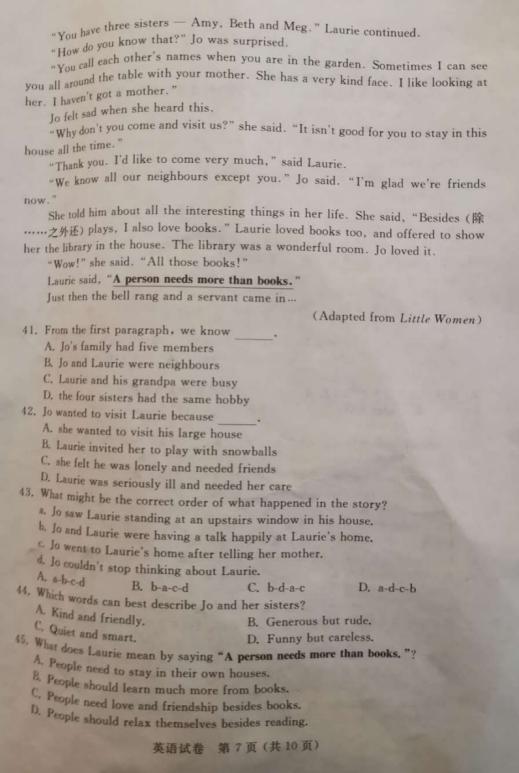 "You have three sisters — Amy, Beth and Meg." Laurie continued.
"How do you know that?" Jo was surprised.
"You call each other's names when you are in the garden. Sometimes I can see
you all around the table with your mother. She has a very kind face. I like looking at
her. I haven't got a mother."
Jo felt sad when she heard this.
"Why don't you come and visit us?" she said. "It isn't good for you to stay in this
house all the time."
"Thank you. I'd like to come very much," said Laurie.
"We know all our neighbours except you." Jo said. "I'm glad we're friends
now."
She told him about all the interesting things in her life. She said, "Besides (除
……之外还) plays, I also love books." Laurie loved books too, and offered to show
her the library in the house. The library was a wonderful room. Jo loved it.
"Wow!" she said. "All those books!"
Laurie said, "A person needs more than books."
Just then the bell rang and a servant came in…
(Adapted from Little Women)
41. From the first paragraph, we know ______.
A. Jo's family had five members
B. Jo and Laurie were neighbours
C. Laurie and his grandpa were busy
D. the four sisters had the same hobby
42. Jo wanted to visit Laurie because ______.
A. she wanted to visit his large house
B. Laurie invited her to play with snowballs
C. she felt he was lonely and needed friends
D. Laurie was seriously ill and needed her care
43. What might be the correct order of what happened in the story?
a. Jo saw Laurie standing at an upstairs window in his house.
b. Jo and Laurie were having a talk happily at Laurie's home.
c. Jo went to Laurie's home after telling her mother.
d. Jo couldn't stop thinking about Laurie.
A. a-b-c-d B. b-a-c-d C. b-d-a-c D. a-d-c-b
44. Which words can best describe Jo and her sisters?
A. Kind and friendly. B. Generous but rude.
C. Quiet and smart. D. Funny but careless.
45. What does Laurie mean by saying "A person needs more than books."?
A. People need to stay in their own houses.
B. People should learn much more from books.
C. People need love and friendship besides books.
D. People should relax themselves besides reading.
英语试卷 第 7 页(共 10 页)